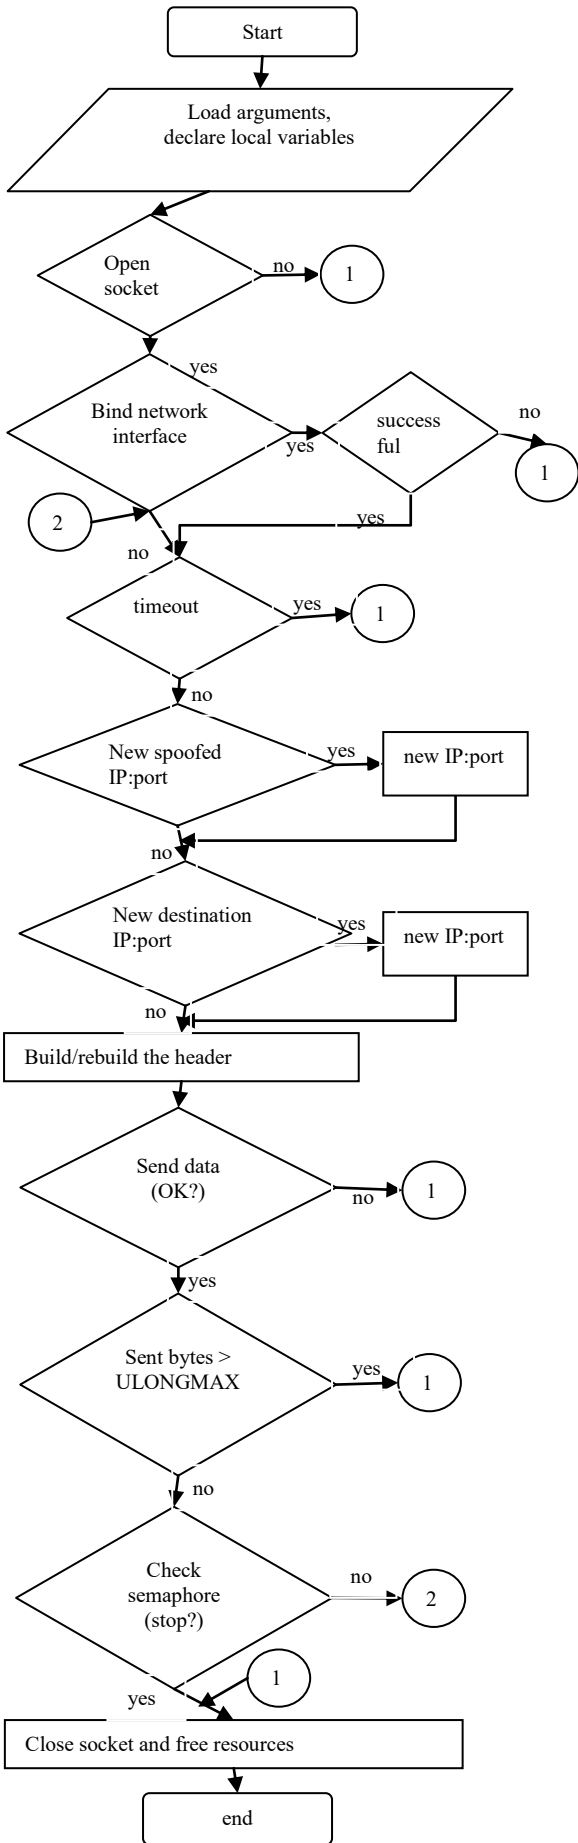 Start
Load arguments,
declare local variables
Open
socket
no
1
yes
Bind network
interface
yes
success
ful
no
1
2
yes
no
timeout
yes
1
no
New spoofed
IP:port
yes
new IP:port
no
New destination
IP:port
yes
new IP:port
no
Build/rebuild the header
Send data
(OK?)
no
1
yes
Sent bytes >
ULONGMAX
yes
1
no
Check
semaphore
(stop?)
no
2
1
yes
Close socket and free resources
end